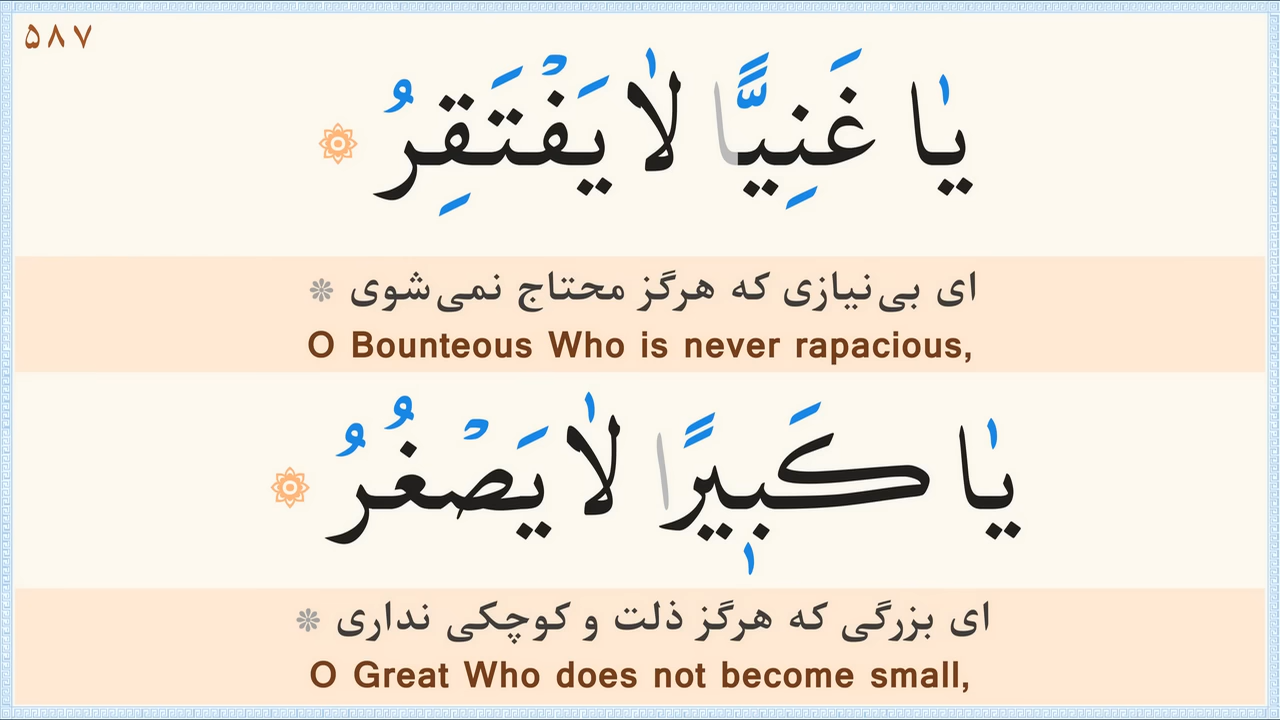 ۵۸۷
يٰا غَنِيًّا لٰا يَفْتَقِرُ
ای بی‌نیازی که هرگز محتاج نمی‌شوی
O Bounteous Who is never rapacious,
يٰا كَبيرًا لٰا يَصْغُرُ
ای بزرگی که هرگز ذلت و کوچکی نداری
O Great Who does not become small,